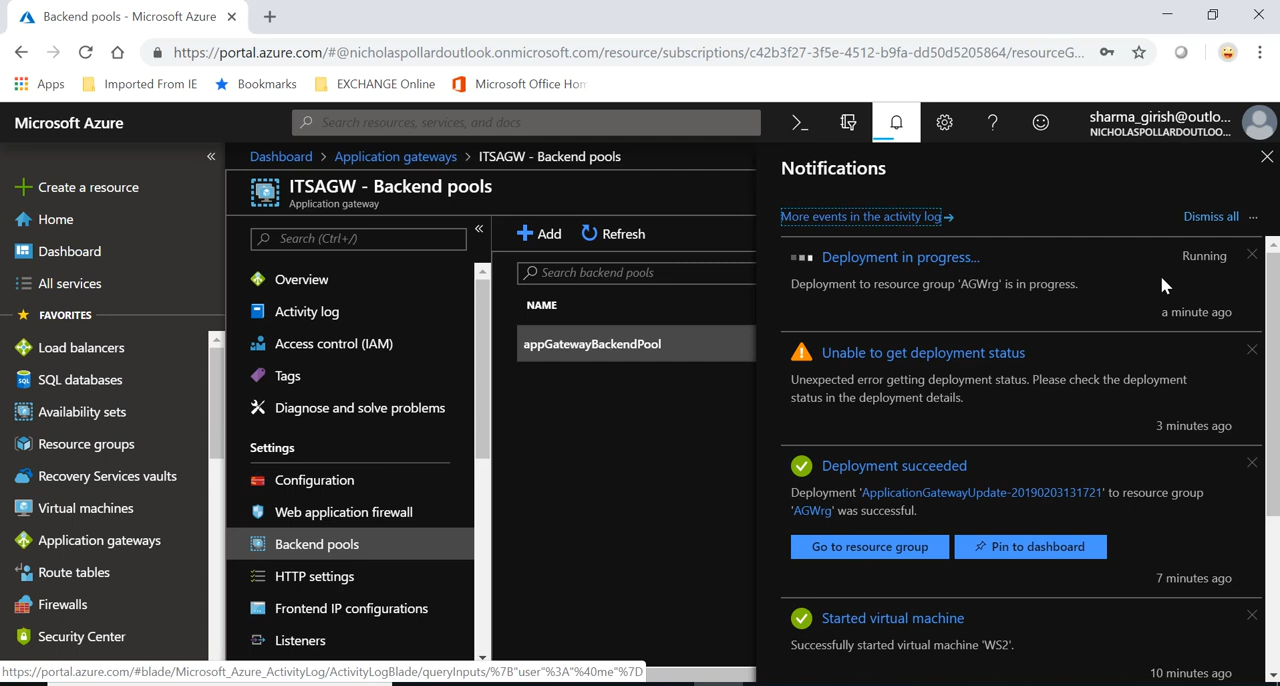 Backend pools - Microsoft Azure
https://portal.azure.com/#@nicholaspollardoutlook.onmicrosoft.com/resource/subscriptions/c42b3f27-3f5e-4512-b9fa-dd50d5205864/resourceG...
Apps Imported From IE Bookmarks EXCHANGE Online Microsoft Office Hom
Microsoft Azure
Search resources, services, and docs
sharma_girish@outlo...
NICHOLASPOLLARDOUTLOO...
Create a resource
Home
Dashboard
All services
FAVORITES
Load balancers
SQL databases
Availability sets
Resource groups
Recovery Services vaults
Virtual machines
Application gateways
Route tables
Firewalls
Security Center
Dashboard > Application gateways > ITSAGW - Backend pools
ITSAGW - Backend pools
Application gateway
Search (Ctrl+/)
Overview
Activity log
Access control (IAM)
Tags
Diagnose and solve problems
Settings
Configuration
Web application firewall
Backend pools
HTTP settings
Frontend IP configurations
Listeners
Add Refresh
Search backend pools
NAME
appGatewayBackendPool
Notifications
More events in the activity log
Dismiss all ...
Deployment in progress... Running
Deployment to resource group 'AGWrg' is in progress.
a minute ago
Unable to get deployment status
Unexpected error getting deployment status. Please check the deployment
status in the deployment details.
3 minutes ago
Deployment succeeded
Deployment 'ApplicationGatewayUpdate-20190203131721' to resource group
'AGWrg' was successful.
Go to resource group Pin to dashboard
7 minutes ago
Started virtual machine
Successfully started virtual machine 'WS2'.
10 minutes ago
https://portal.azure.com/#blade/Microsoft_Azure_ActivityLog/ActivityLogBlade/queryInputs/%7B"user"%3A"%40me"%7D